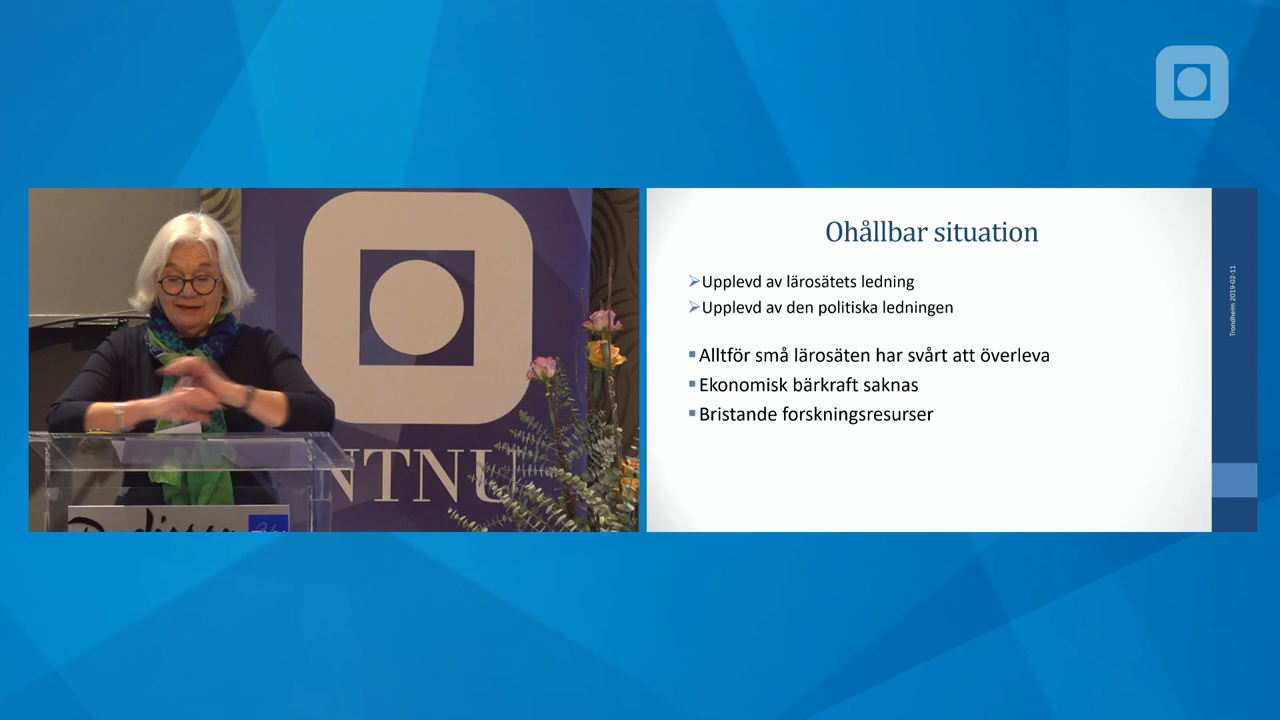 Ohållbar situation
Upplevd av lärosätets ledning
Upplevd av den politiska ledningen
Alltför små lärosäten har svårt att överleva
Ekonomisk bärkraft saknas
Bristande forskningsresurser
Trondheim 2019-02-11
NTNU